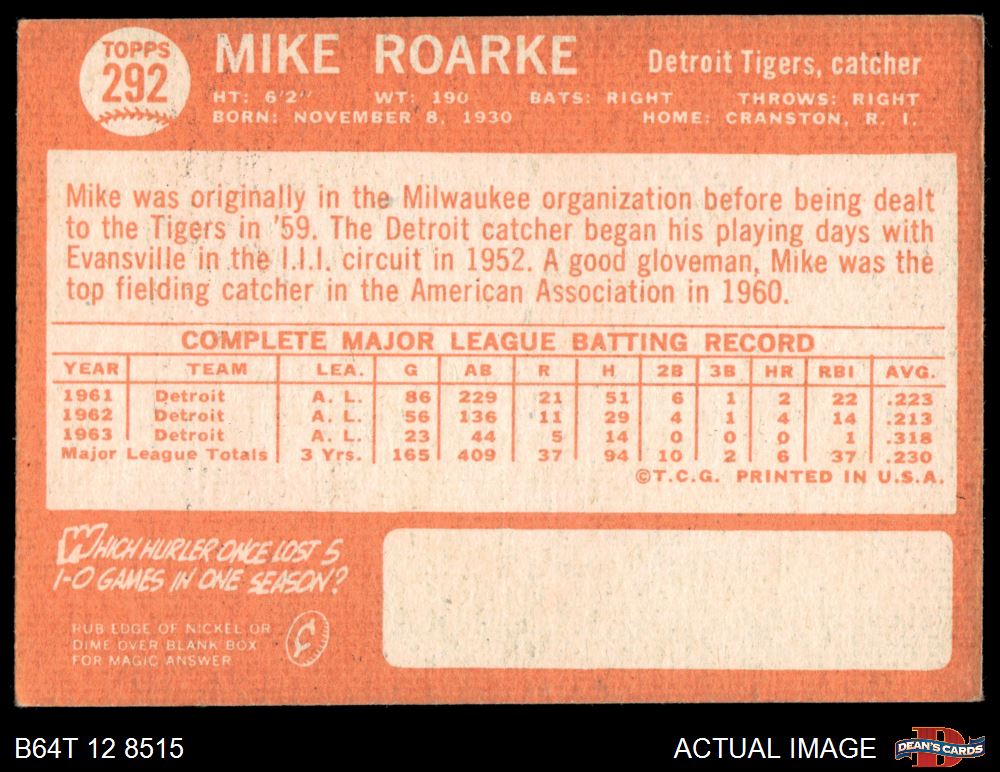 TOPPS
292
MIKE ROARKE
Detroit Tigers, catcher
HT: 6'2" WT: 190 BATS: RIGHT THROWS: RIGHT
BORN: NOVEMBER 8, 1930 HOME: CRANSTON, R. I.
Mike was originally in the Milwaukee organization before being dealt
to the Tigers in '59. The Detroit catcher began his playing days with
Evansville in the I.I.I. circuit in 1952. A good gloveman, Mike was the
top fielding catcher in the American Association in 1960.
COMPLETE MAJOR LEAGUE BATTING RECORD
YEAR TEAM LEA. G AB R H 2B 3B HR RBI AVG.
1961 Detroit A. L. 86 229 21 51 6 1 2 22 .223
1962 Detroit A. L. 56 136 11 29 4 1 4 14 .213
1963 Detroit A. L. 23 44 5 14 0 0 0 1 .318
Major League Totals 3 Yrs. 165 409 37 94 10 2 6 37 .230
©T.C.G. PRINTED IN U.S.A.
WHICH HURLER ONCE LOST 5
1-0 GAMES IN ONE SEASON?
RUB EDGE OF NICKEL OR
DIME OVER BLANK BOX
FOR MAGIC ANSWER
B64T 12 8515
ACTUAL IMAGE
D
DEAN'S CARDS